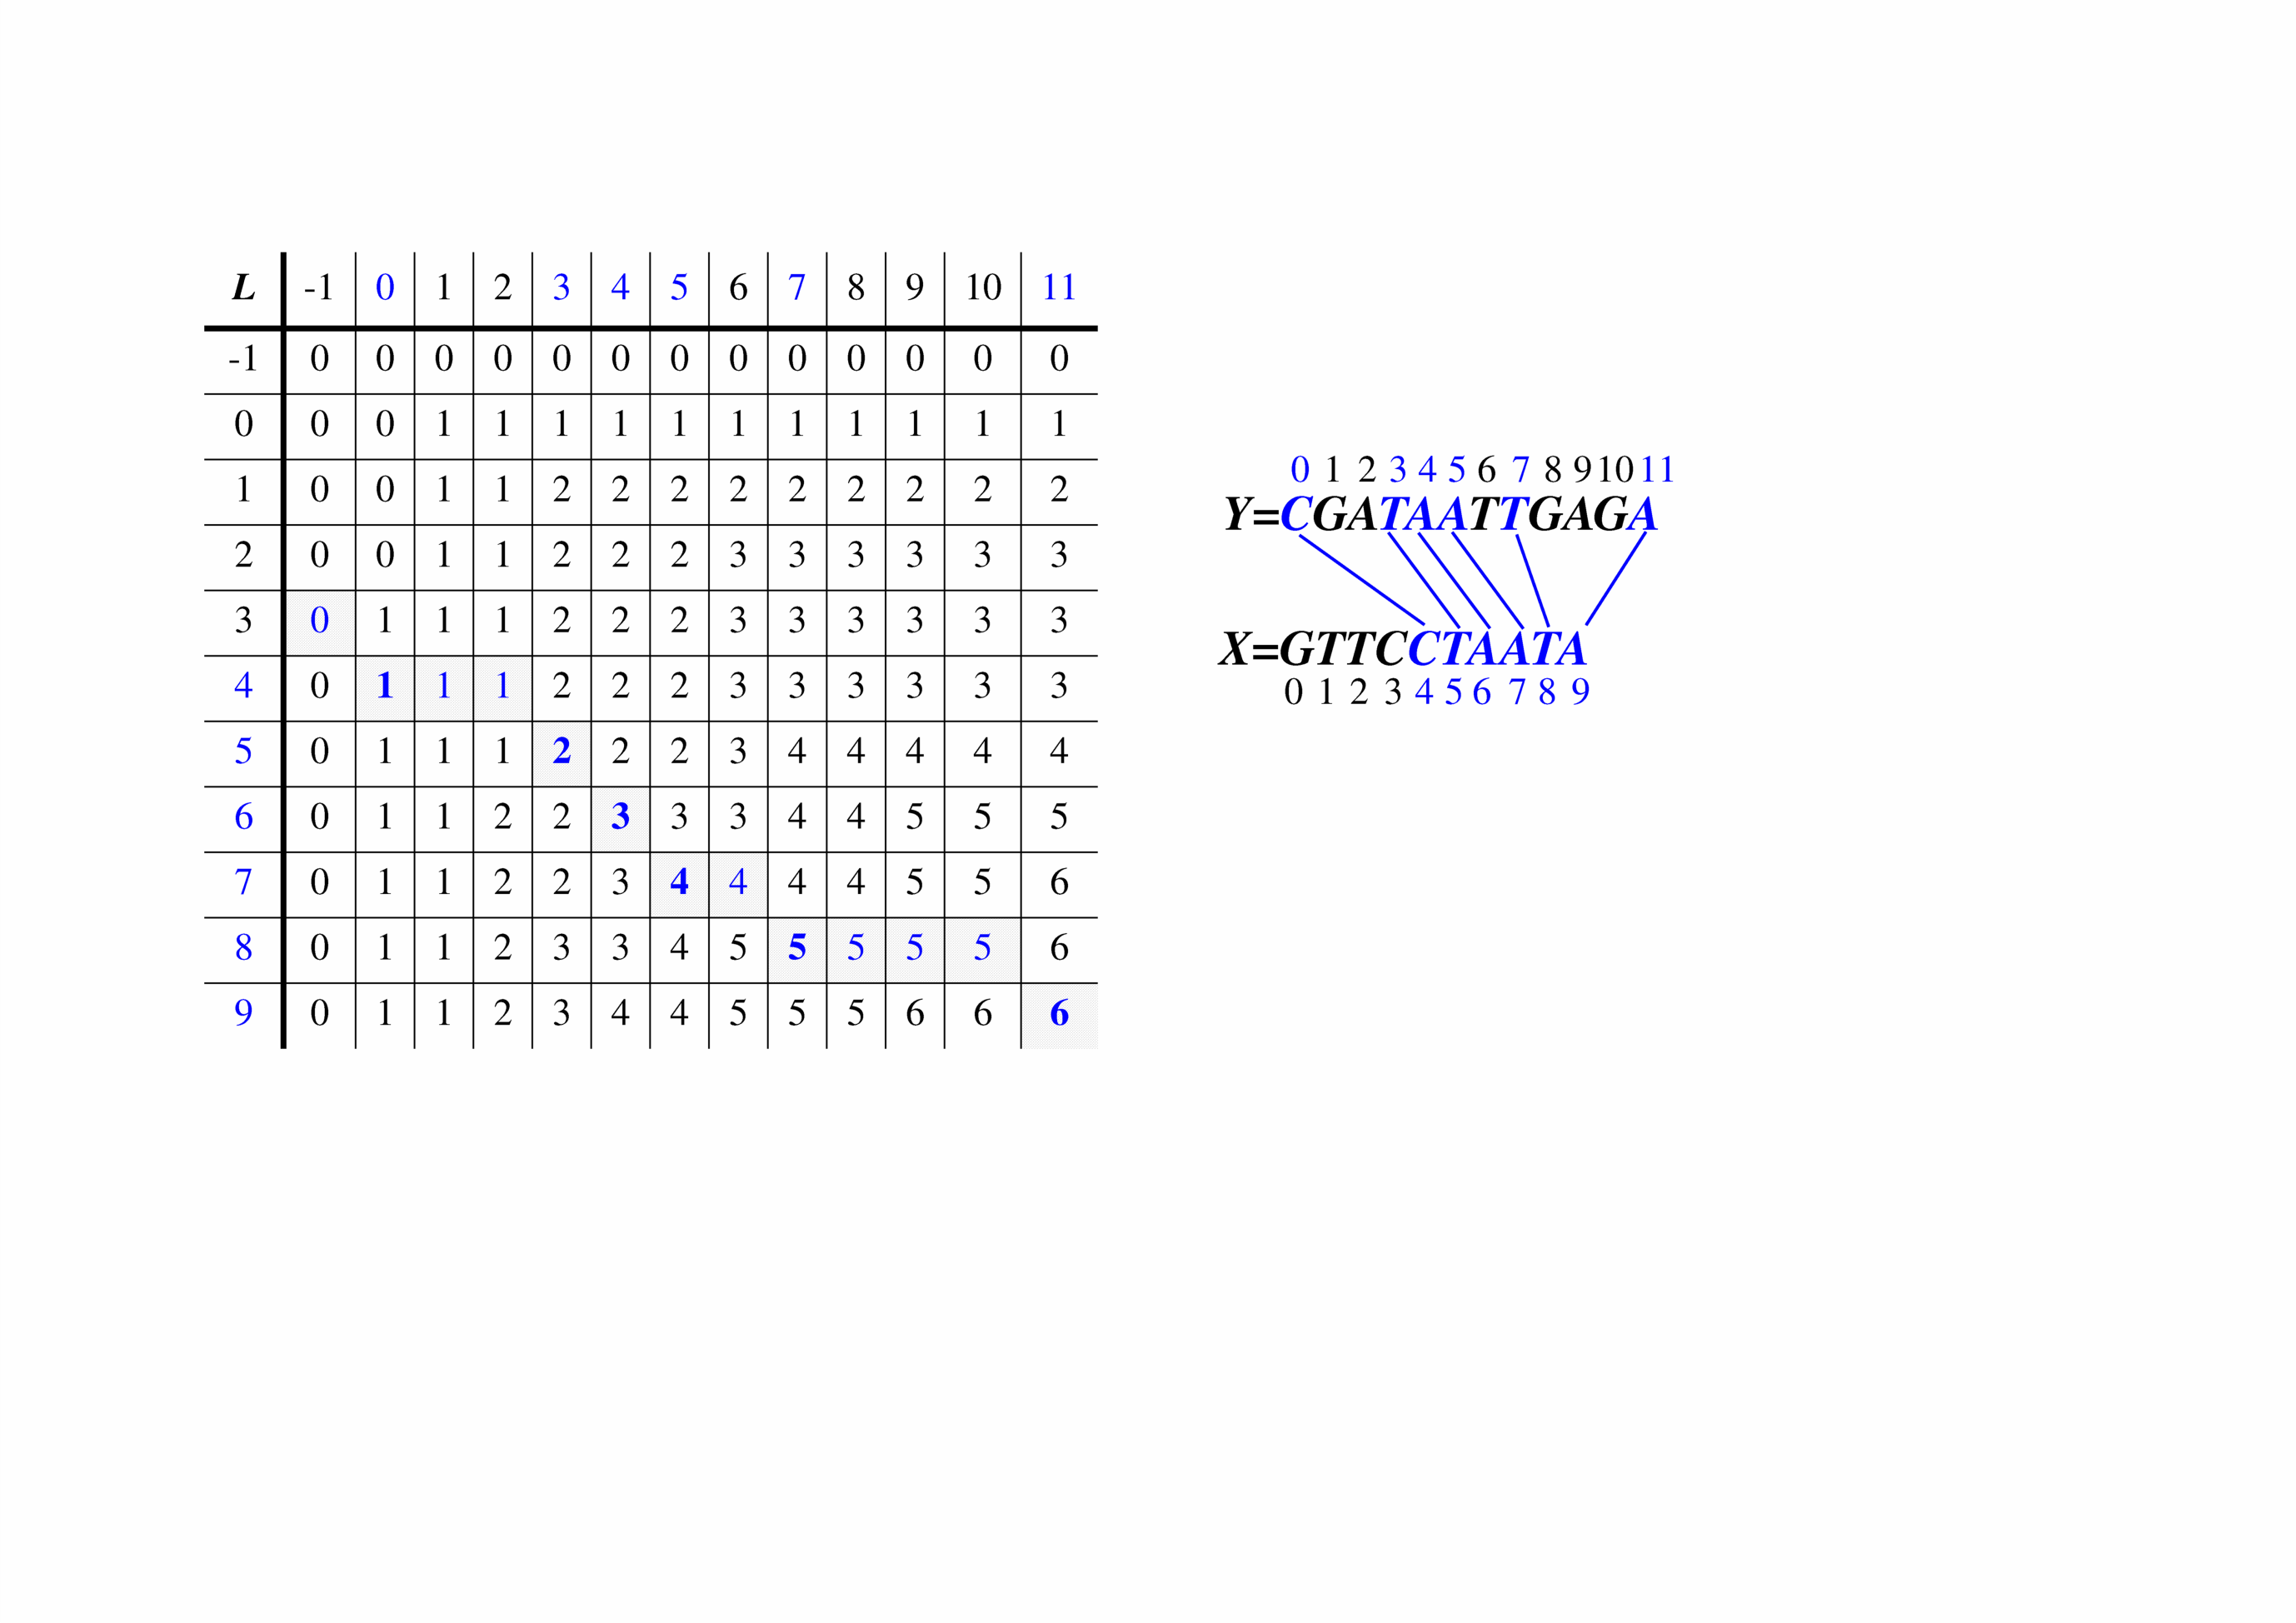 L -1 0 1 2 3 4 5 6 7 8 9 10 11
-1 0 0 0 0 0 0 0 0 0 0 0 0 0
0 0 0 1 1 1 1 1 1 1 1 1 1 1
1 0 0 1 1 2 2 2 2 2 2 2 2 2
2 0 0 1 1 2 2 2 3 3 3 3 3 3
3 0 1 1 1 2 2 2 3 3 3 3 3 3
4 0 1 1 1 2 2 2 3 3 3 3 3 3
5 0 1 1 1 2 2 2 3 4 4 4 4 4
6 0 1 1 2 2 3 3 3 4 4 5 5 5
7 0 1 1 2 2 3 4 4 4 4 5 5 6
8 0 1 1 2 3 3 4 5 5 5 5 5 6
9 0 1 1 2 3 4 4 5 5 5 6 6 6
0 1 2 3 4 5 6 7 8 9 10 11
Y=CGATAATTGAGA
X=GTTCCTAATA
0 1 2 3 4 5 6 7 8 9